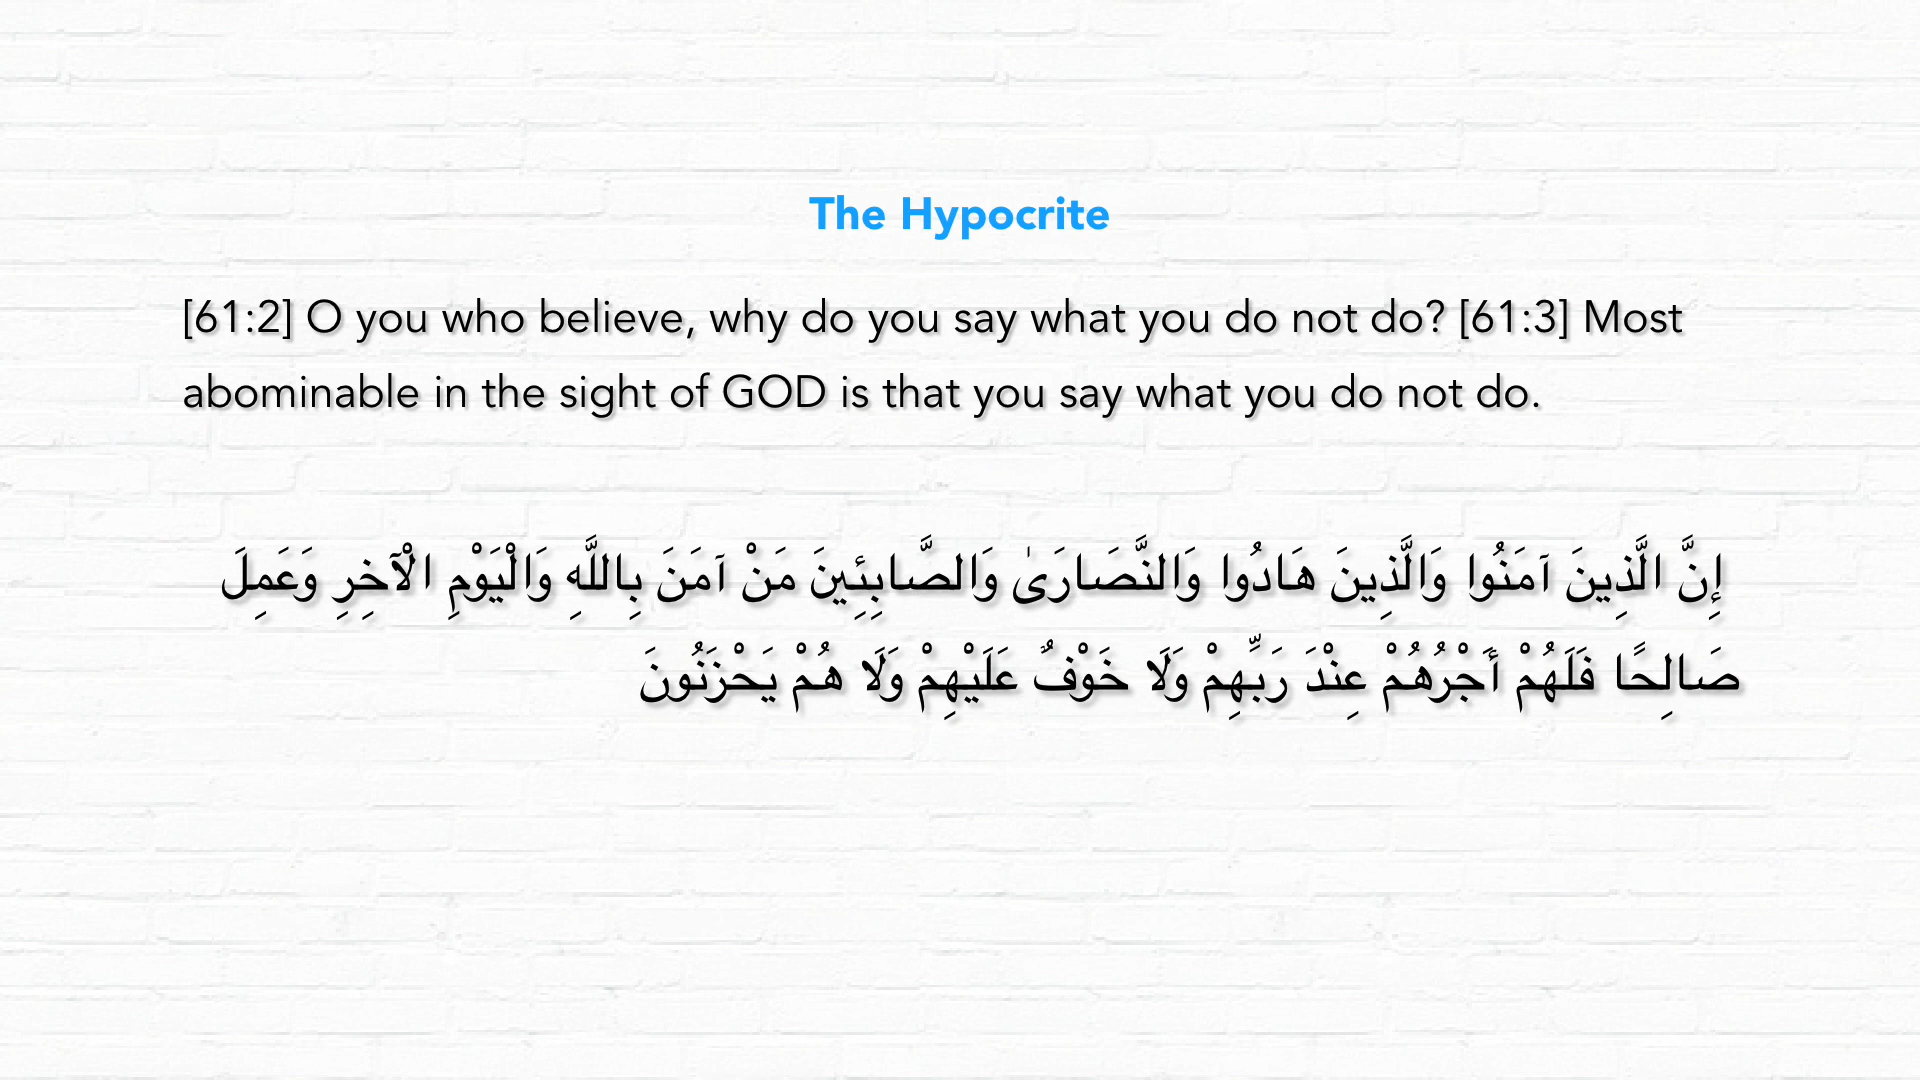 The Hypocrite
[61:2] O you who believe, why do you say what you do not do? [61:3] Most
abominable in the sight of GOD is that you say what you do not do.
إِنَّ الَّذِينَ آمَنُوا وَالَّذِينَ هَادُوا وَالنَّصَارَىٰ وَالصَّابِئِينَ مَنْ آمَنَ بِاللَّهِ وَالْيَوْمِ الْآخِرِ وَعَمِلَ
صَالِحًا فَلَهُمْ أَجْرُهُمْ عِنْدَ رَبِّهِمْ وَلَا خَوْفٌ عَلَيْهِمْ وَلَا هُمْ يَحْزَنُونَ